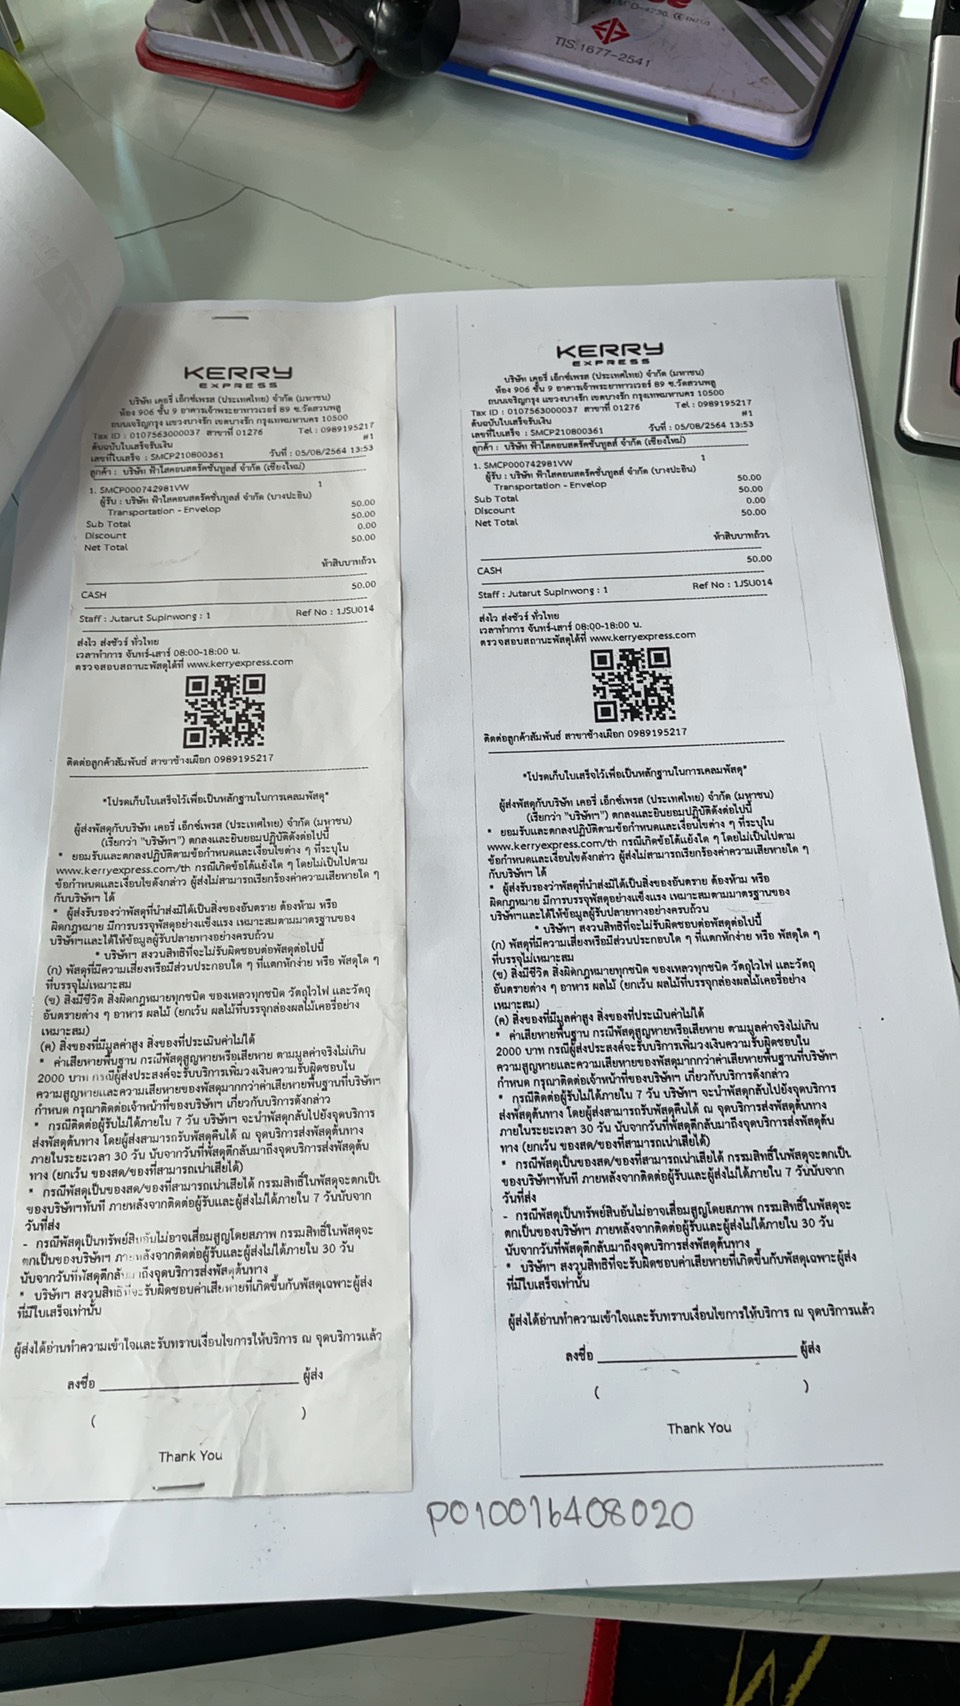 TIS.1677-2541
KERRY
EXPRESS
บริษัท เคอรี่ เอ็กซ์เพรส (ประเทศไทย) จำกัด (มหาชน)
ห้อง 906 ชั้น 9 อาคารเจ้าพระยาทาวเวอร์ 89 ซ.วัดสวนพลู
ถนนเจริญกรุง แขวงบางรัก เขตบางรัก กรุงเทพมหานคร 10500
Tax ID : 0107563000037 สาขาที่ 01276 Tel : 0989195217
ต้นฉบับใบเสร็จรับเงิน #1
เลขที่ใบเสร็จ : SMCP210800361 วันที่ : 05/08/2564 13:53
ลูกค้า : บริษัท ฟ้าใสคอนสตรัคชั่นทูลส์ จำกัด (เชียงใหม่)
1. SMCP000742981VW 1
ผู้รับ : บริษัท ฟ้าใสคอนสตรัคชั่นทูลส์ จำกัด (บางปะอิน)
Transportation - Envelop 50.00
Sub Total 50.00
Discount 0.00
Net Total 50.00
ห้าสิบบาทถ้วน
CASH 50.00
Staff : Jutarut Supinwong : 1 Ref No : 1JSU014
ส่งไว ส่งชัวร์ ทั่วไทย
เวลาทำการ จันทร์-เสาร์ 08:00-18:00 น.
ตรวจสอบสถานะพัสดุได้ที่ www.kerryexpress.com
ติดต่อลูกค้าสัมพันธ์ สาขาช้างเผือก 0989195217
*โปรดเก็บใบเสร็จไว้เพื่อเป็นหลักฐานในการเคลมพัสดุ*
ผู้ส่งพัสดุกับบริษัท เคอรี่ เอ็กซ์เพรส (ประเทศไทย) จำกัด (มหาชน)
(เรียกว่า "บริษัทฯ") ตกลงและยินยอมปฏิบัติดังต่อไปนี้
* ยอมรับและตกลงปฏิบัติตามข้อกำหนดและเงื่อนไขต่าง ๆ ที่ระบุใน
www.kerryexpress.com/th กรณีเกิดข้อโต้แย้งใด ๆ โดยไม่เป็นไปตาม
ข้อกำหนดและเงื่อนไขดังกล่าว ผู้ส่งไม่สามารถเรียกร้องค่าความเสียหายใด ๆ
กับบริษัทฯ ได้
* ผู้ส่งรับรองว่าพัสดุที่นำส่งมิได้เป็นสิ่งของอันตราย ต้องห้าม หรือ
ผิดกฎหมาย มีการบรรจุพัสดุอย่างแข็งแรง เหมาะสมตามมาตรฐานของ
บริษัทฯและได้ให้ข้อมูลผู้รับปลายทางอย่างครบถ้วน
* บริษัทฯ สงวนสิทธิที่จะไม่รับผิดชอบต่อพัสดุต่อไปนี้
(ก) พัสดุที่มีความเสี่ยงหรือมีส่วนประกอบใด ๆ ที่แตกหักง่าย หรือ พัสดุใด ๆ
ที่บรรจุไม่เหมาะสม
(ข) สิ่งมีชีวิต สิ่งผิดกฎหมายทุกชนิด ของเหลวทุกชนิด วัตถุไวไฟ และวัตถุ
อันตรายต่าง ๆ อาหาร ผลไม้ (ยกเว้น ผลไม้ที่บรรจุกล่องผลไม้เคอรี่อย่าง
เหมาะสม)
(ค) สิ่งของที่มีมูลค่าสูง สิ่งของที่ประเมินค่าไม่ได้
* ค่าเสียหายพื้นฐาน กรณีพัสดุสูญหายหรือเสียหาย ตามมูลค่าจริงไม่เกิน
2000 บาท กรณีผู้ส่งประสงค์จะรับบริการเพิ่มวงเงินความรับผิดชอบใน
ความสูญหายและความเสียหายของพัสดุมากกว่าค่าเสียหายพื้นฐานที่บริษัทฯ
กำหนด กรุณาติดต่อเจ้าหน้าที่ของบริษัทฯ เกี่ยวกับบริการดังกล่าว
* กรณีติดต่อผู้รับไม่ได้ภายใน 7 วัน บริษัทฯ จะนำพัสดุกลับไปยังจุดบริการ
ส่งพัสดุต้นทาง โดยผู้ส่งสามารถรับพัสดุคืนได้ ณ จุดบริการส่งพัสดุต้นทาง
ภายในระยะเวลา 30 วัน นับจากวันที่พัสดุตีกลับมาถึงจุดบริการส่งพัสดุต้น
ทาง (ยกเว้น ของสด/ของที่สามารถเน่าเสียได้)
* กรณีพัสดุเป็นของสด/ของที่สามารถเน่าเสียได้ กรรมสิทธิ์ในพัสดุจะตกเป็น
ของบริษัทฯทันที ภายหลังจากติดต่อผู้รับและผู้ส่งไม่ได้ภายใน 7 วันนับจาก
วันที่ส่ง
- กรณีพัสดุเป็นทรัพย์สินอันไม่อาจเสื่อมสูญโดยสภาพ กรรมสิทธิ์ในพัสดุจะ
ตกเป็นของบริษัทฯ ภายหลังจากติดต่อผู้รับและผู้ส่งไม่ได้ภายใน 30 วัน
นับจากวันที่พัสดุตีกลับมาถึงจุดบริการส่งพัสดุต้นทาง
* บริษัทฯ สงวนสิทธิที่จะรับผิดชอบค่าเสียหายที่เกิดขึ้นกับพัสดุเฉพาะผู้ส่ง
ที่มีใบเสร็จเท่านั้น
ผู้ส่งได้อ่านทำความเข้าใจและรับทราบเงื่อนไขการให้บริการ ณ จุดบริการแล้ว
ลงชื่อ ____________________ ผู้ส่ง
( )
Thank You
KERRY
EXPRESS
บริษัท เคอรี่ เอ็กซ์เพรส (ประเทศไทย) จำกัด (มหาชน)
ห้อง 906 ชั้น 9 อาคารเจ้าพระยาทาวเวอร์ 89 ซ.วัดสวนพลู
ถนนเจริญกรุง แขวงบางรัก เขตบางรัก กรุงเทพมหานคร 10500
Tax ID : 0107563000037 สาขาที่ 01276 Tel : 0989195217
ต้นฉบับใบเสร็จรับเงิน #1
เลขที่ใบเสร็จ : SMCP210800361 วันที่ : 05/08/2564 13:53
ลูกค้า : บริษัท ฟ้าใสคอนสตรัคชั่นทูลส์ จำกัด (เชียงใหม่)
1. SMCP000742981VW 1
ผู้รับ : บริษัท ฟ้าใสคอนสตรัคชั่นทูลส์ จำกัด (บางปะอิน)
Transportation - Envelop 50.00
Sub Total 50.00
Discount 0.00
Net Total 50.00
ห้าสิบบาทถ้วน
CASH 50.00
Staff : Jutarut Supinwong : 1 Ref No : 1JSU014
ส่งไว ส่งชัวร์ ทั่วไทย
เวลาทำการ จันทร์-เสาร์ 08:00-18:00 น.
ตรวจสอบสถานะพัสดุได้ที่ www.kerryexpress.com
ติดต่อลูกค้าสัมพันธ์ สาขาช้างเผือก 0989195217
*โปรดเก็บใบเสร็จไว้เพื่อเป็นหลักฐานในการเคลมพัสดุ*
ผู้ส่งพัสดุกับบริษัท เคอรี่ เอ็กซ์เพรส (ประเทศไทย) จำกัด (มหาชน)
(เรียกว่า "บริษัทฯ") ตกลงและยินยอมปฏิบัติดังต่อไปนี้
* ยอมรับและตกลงปฏิบัติตามข้อกำหนดและเงื่อนไขต่าง ๆ ที่ระบุใน
www.kerryexpress.com/th กรณีเกิดข้อโต้แย้งใด ๆ โดยไม่เป็นไปตาม
ข้อกำหนดและเงื่อนไขดังกล่าว ผู้ส่งไม่สามารถเรียกร้องค่าความเสียหายใด ๆ
กับบริษัทฯ ได้
* ผู้ส่งรับรองว่าพัสดุที่นำส่งมิได้เป็นสิ่งของอันตราย ต้องห้าม หรือ
ผิดกฎหมาย มีการบรรจุพัสดุอย่างแข็งแรง เหมาะสมตามมาตรฐานของ
บริษัทฯและได้ให้ข้อมูลผู้รับปลายทางอย่างครบถ้วน
* บริษัทฯ สงวนสิทธิที่จะไม่รับผิดชอบต่อพัสดุต่อไปนี้
(ก) พัสดุที่มีความเสี่ยงหรือมีส่วนประกอบใด ๆ ที่แตกหักง่าย หรือ พัสดุใด ๆ
ที่บรรจุไม่เหมาะสม
(ข) สิ่งมีชีวิต สิ่งผิดกฎหมายทุกชนิด ของเหลวทุกชนิด วัตถุไวไฟ และวัตถุ
อันตรายต่าง ๆ อาหาร ผลไม้ (ยกเว้น ผลไม้ที่บรรจุกล่องผลไม้เคอรี่อย่าง
เหมาะสม)
(ค) สิ่งของที่มีมูลค่าสูง สิ่งของที่ประเมินค่าไม่ได้
* ค่าเสียหายพื้นฐาน กรณีพัสดุสูญหายหรือเสียหาย ตามมูลค่าจริงไม่เกิน
2000 บาท กรณีผู้ส่งประสงค์จะรับบริการเพิ่มวงเงินความรับผิดชอบใน
ความสูญหายและความเสียหายของพัสดุมากกว่าค่าเสียหายพื้นฐานที่บริษัทฯ
กำหนด กรุณาติดต่อเจ้าหน้าที่ของบริษัทฯ เกี่ยวกับบริการดังกล่าว
* กรณีติดต่อผู้รับไม่ได้ภายใน 7 วัน บริษัทฯ จะนำพัสดุกลับไปยังจุดบริการ
ส่งพัสดุต้นทาง โดยผู้ส่งสามารถรับพัสดุคืนได้ ณ จุดบริการส่งพัสดุต้นทาง
ภายในระยะเวลา 30 วัน นับจากวันที่พัสดุตีกลับมาถึงจุดบริการส่งพัสดุต้น
ทาง (ยกเว้น ของสด/ของที่สามารถเน่าเสียได้)
* กรณีพัสดุเป็นของสด/ของที่สามารถเน่าเสียได้ กรรมสิทธิ์ในพัสดุจะตกเป็น
ของบริษัทฯทันที ภายหลังจากติดต่อผู้รับและผู้ส่งไม่ได้ภายใน 7 วันนับจาก
วันที่ส่ง
- กรณีพัสดุเป็นทรัพย์สินอันไม่อาจเสื่อมสูญโดยสภาพ กรรมสิทธิ์ในพัสดุจะ
ตกเป็นของบริษัทฯ ภายหลังจากติดต่อผู้รับและผู้ส่งไม่ได้ภายใน 30 วัน
นับจากวันที่พัสดุตีกลับมาถึงจุดบริการส่งพัสดุต้นทาง
* บริษัทฯ สงวนสิทธิที่จะรับผิดชอบค่าเสียหายที่เกิดขึ้นกับพัสดุเฉพาะผู้ส่ง
ที่มีใบเสร็จเท่านั้น
ผู้ส่งได้อ่านทำความเข้าใจและรับทราบเงื่อนไขการให้บริการ ณ จุดบริการแล้ว
ลงชื่อ ____________________ ผู้ส่ง
( )
Thank You
PO10016408020